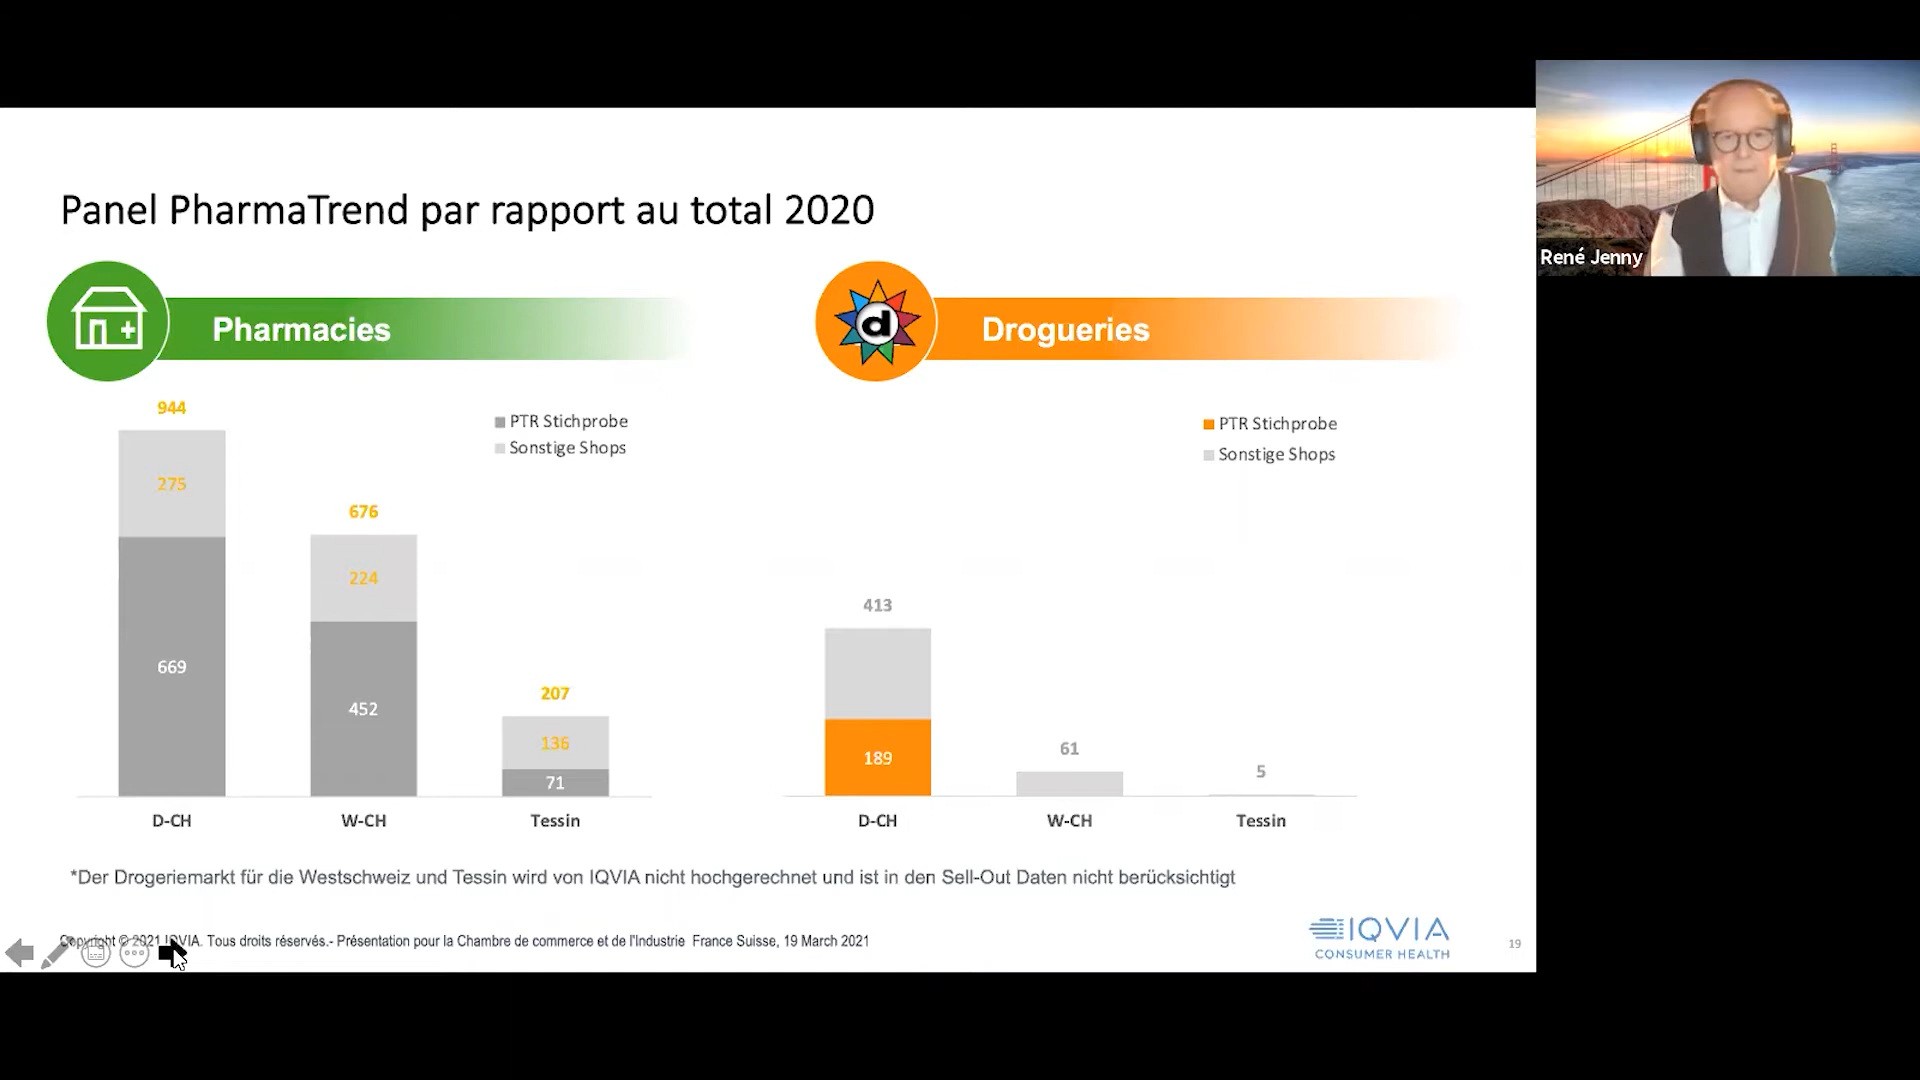 Panel PharmaTrend par rapport au total 2020
René Jenny
Pharmacies
d
Drogueries
944
PTR Stichprobe
Sonstige Shops
275
676
224
669
452
207
136
71
D-CH
W-CH
Tessin
PTR Stichprobe
Sonstige Shops
413
189
61
5
D-CH
W-CH
Tessin
*Der Drogeriemarkt für die Westschweiz und Tessin wird von IQVIA nicht hochgerechnet und ist in den Sell-Out Daten nicht berücksichtigt
Copyright © 2021 IQVIA. Tous droits réservés.- Présentation pour la Chambre de commerce et de l'Industrie France Suisse, 19 March 2021
IQVIA
CONSUMER HEALTH
19